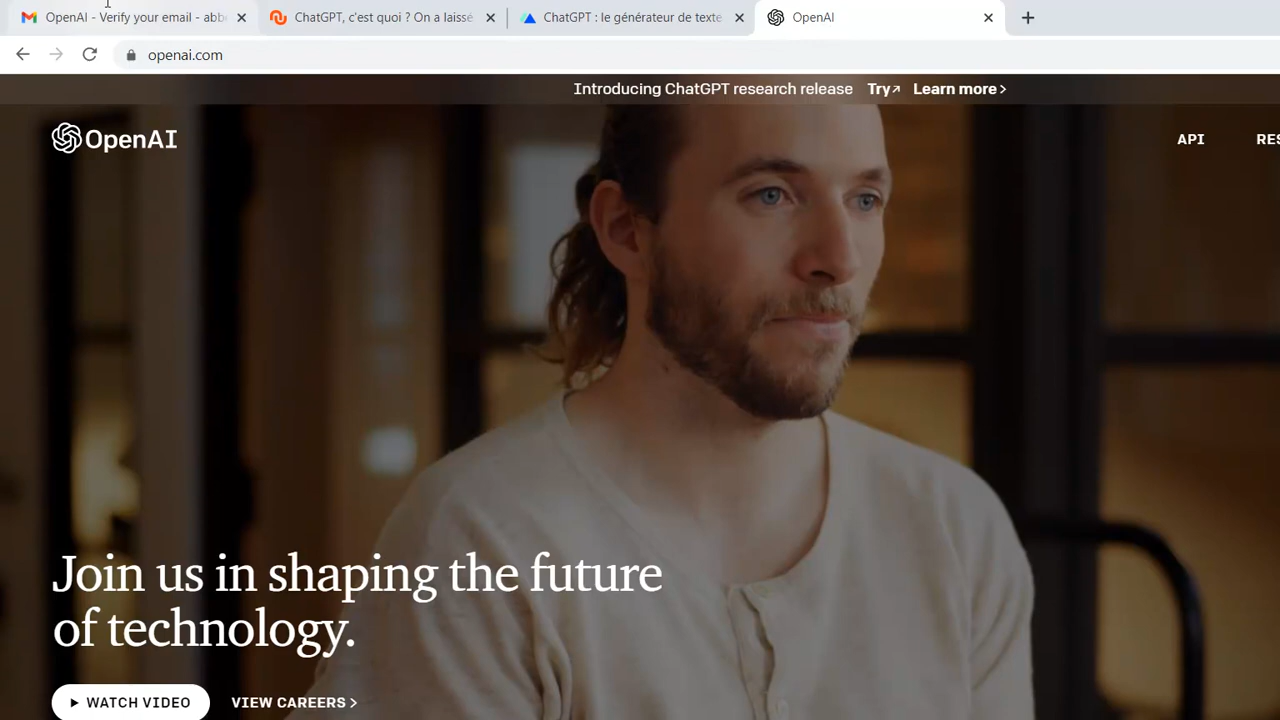 OpenAI - Verify your email - abb
ChatGPT, c'est quoi ? On a laissé
ChatGPT : le générateur de texte
OpenAI
openai.com
Introducing ChatGPT research release Try Learn more
OpenAI
API
RES
Join us in shaping the future
of technology.
WATCH VIDEO
VIEW CAREERS